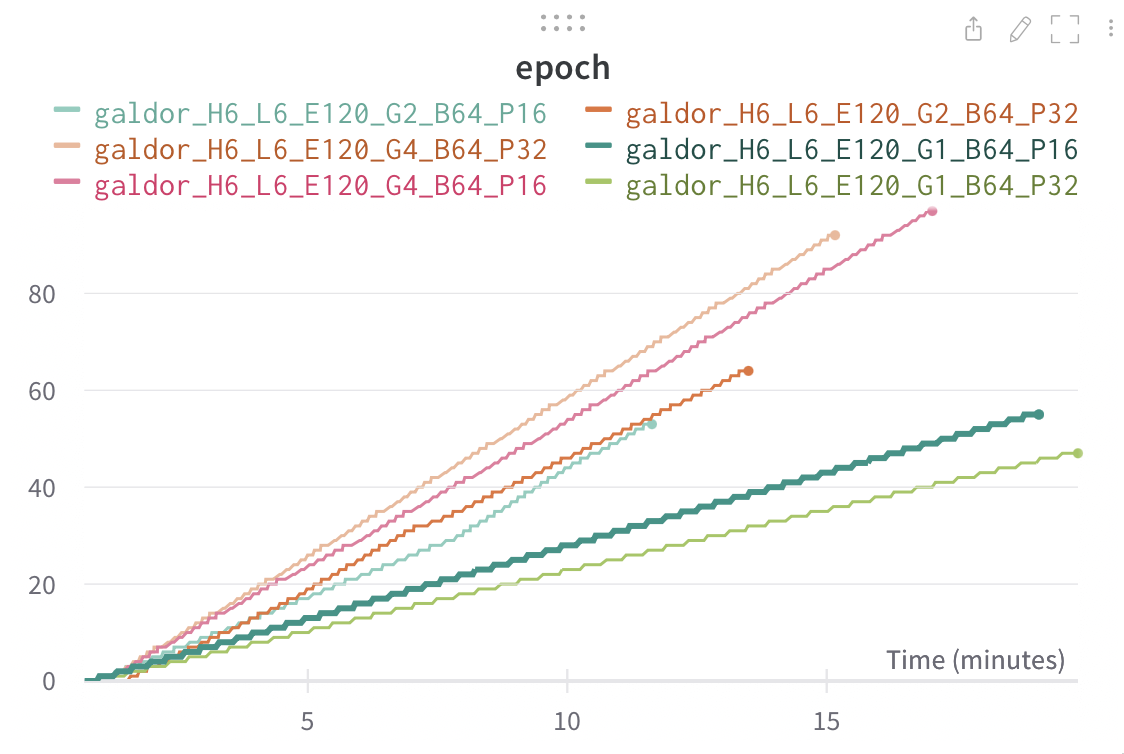 epoch
galdor_H6_L6_E120_G2_B64_P16 galdor_H6_L6_E120_G2_B64_P32
galdor_H6_L6_E120_G4_B64_P32 galdor_H6_L6_E120_G1_B64_P16
galdor_H6_L6_E120_G4_B64_P16 galdor_H6_L6_E120_G1_B64_P32
80
60
40
20
0
Time (minutes)
5 10 15